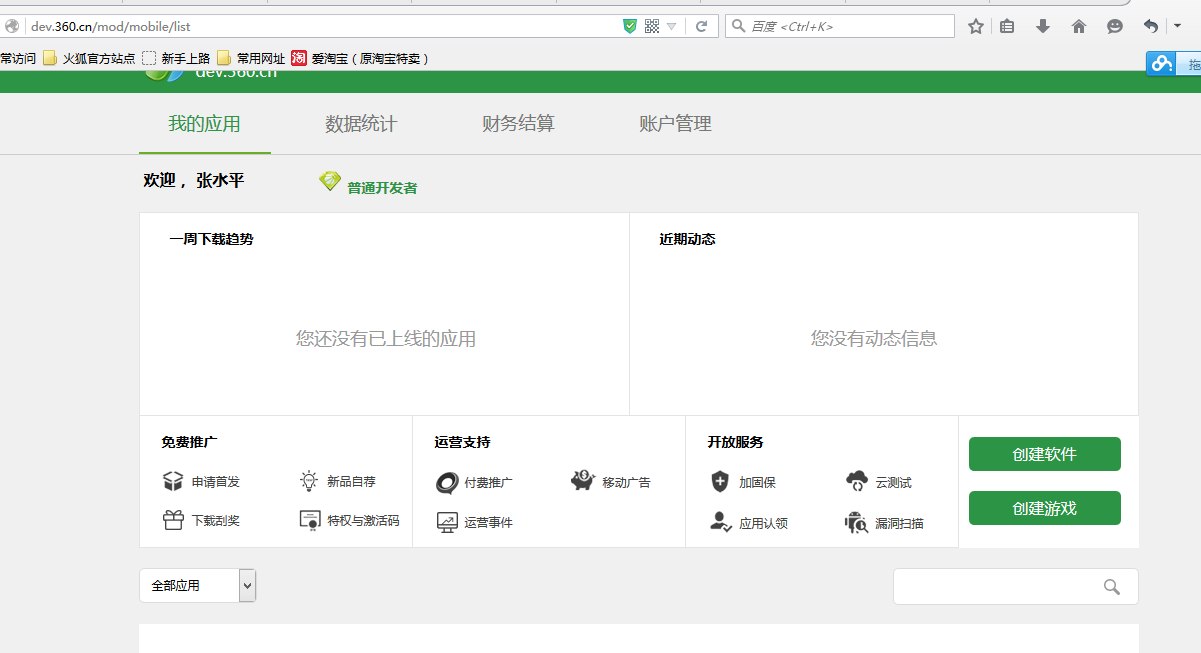 dev.360.cn/mod/mobile/list
百度 <Ctrl+K>
常访问 火狐官方站点 新手上路 常用网址 淘 爱淘宝（原淘宝特卖）
拖
dev.360.cn
我的应用 数据统计 财务结算 账户管理
欢迎， 张水平 普通开发者
一周下载趋势
您还没有已上线的应用
近期动态
您没有动态信息
免费推广
申请首发 新品自荐
下载刮奖 特权与激活码
运营支持
付费推广 移动广告
运营事件
开放服务
加固保 云测试
应用认领 漏洞扫描
创建软件
创建游戏
全部应用